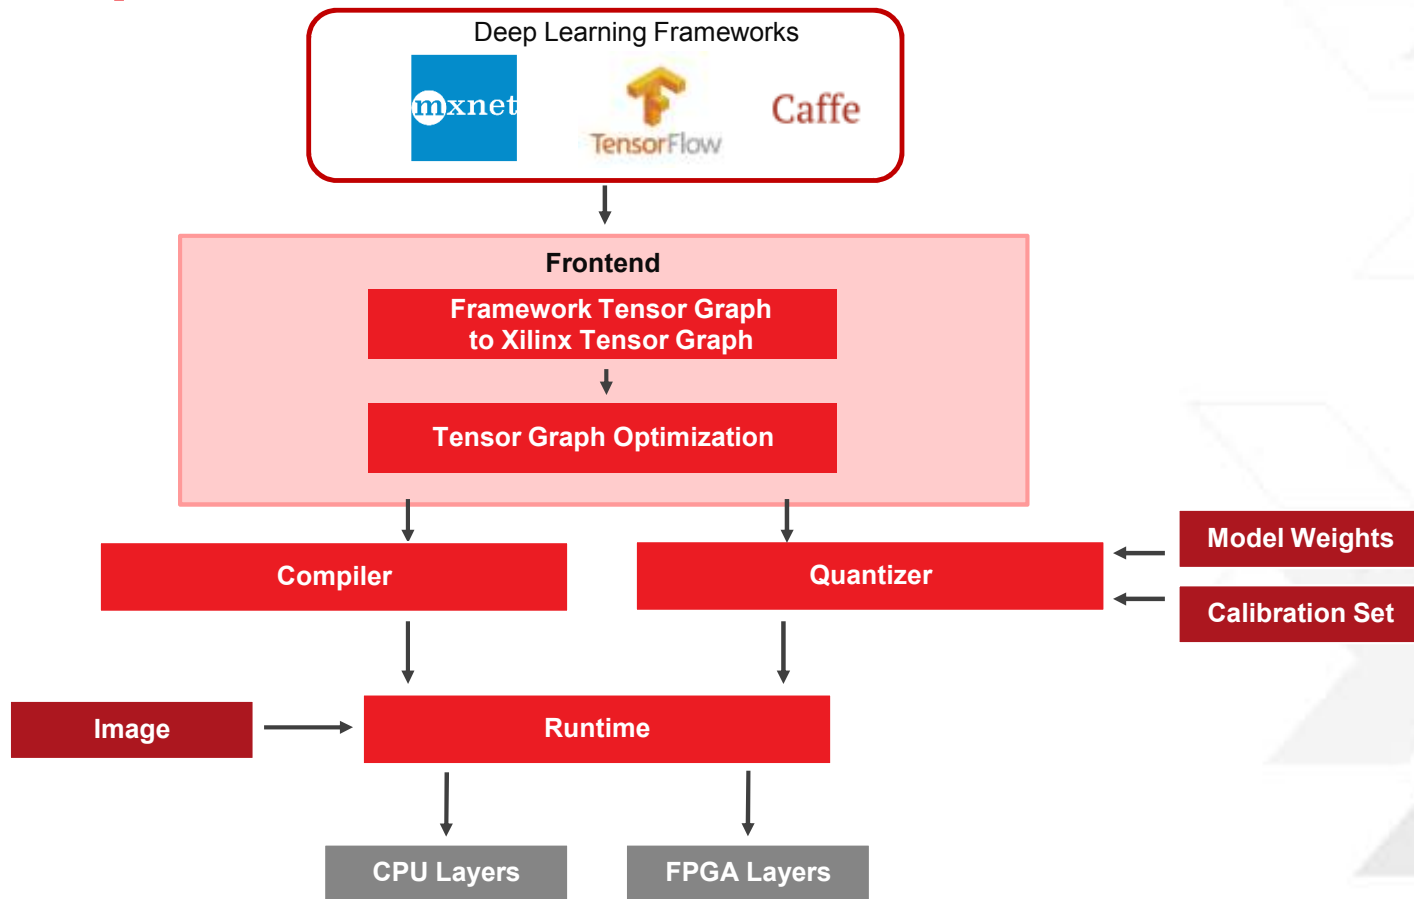 Deep Learning Frameworks
mxnet
TensorFlow
Caffe
Frontend
Framework Tensor Graph
to Xilinx Tensor Graph
Tensor Graph Optimization
Compiler
Quantizer
Model Weights
Calibration Set
Image
Runtime
CPU Layers
FPGA Layers